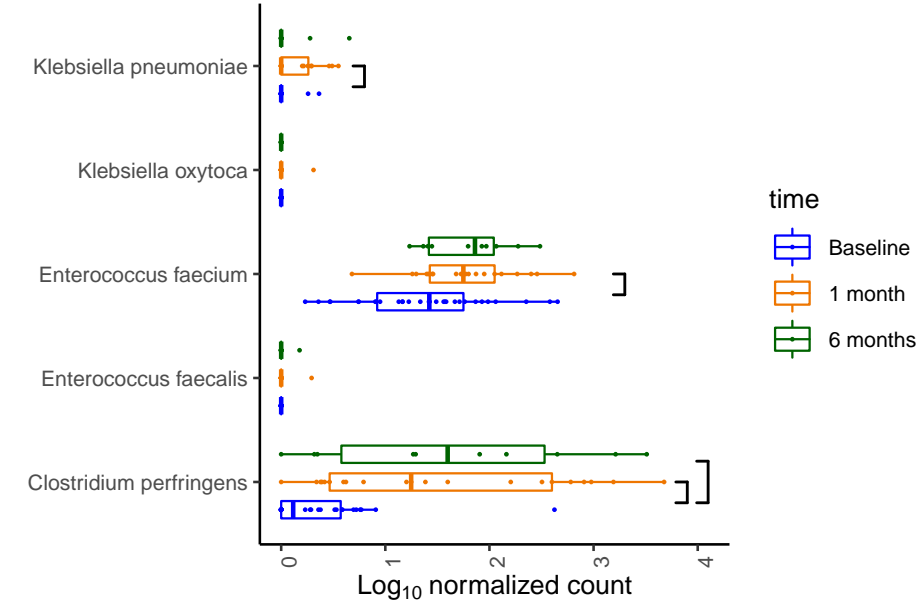 Klebsiella pneumoniae
Klebsiella oxytoca
Enterococcus faecium
Enterococcus faecalis
Clostridium perfringens
0 1 2 3 4
Log₁₀ normalized count
time
Baseline
1 month
6 months